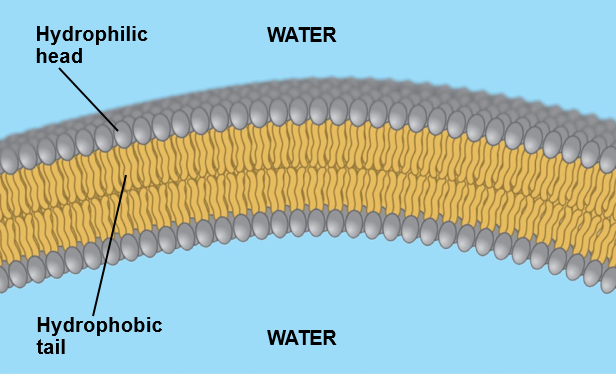 Hydrophilic
head
WATER
Hydrophobic
tail
WATER